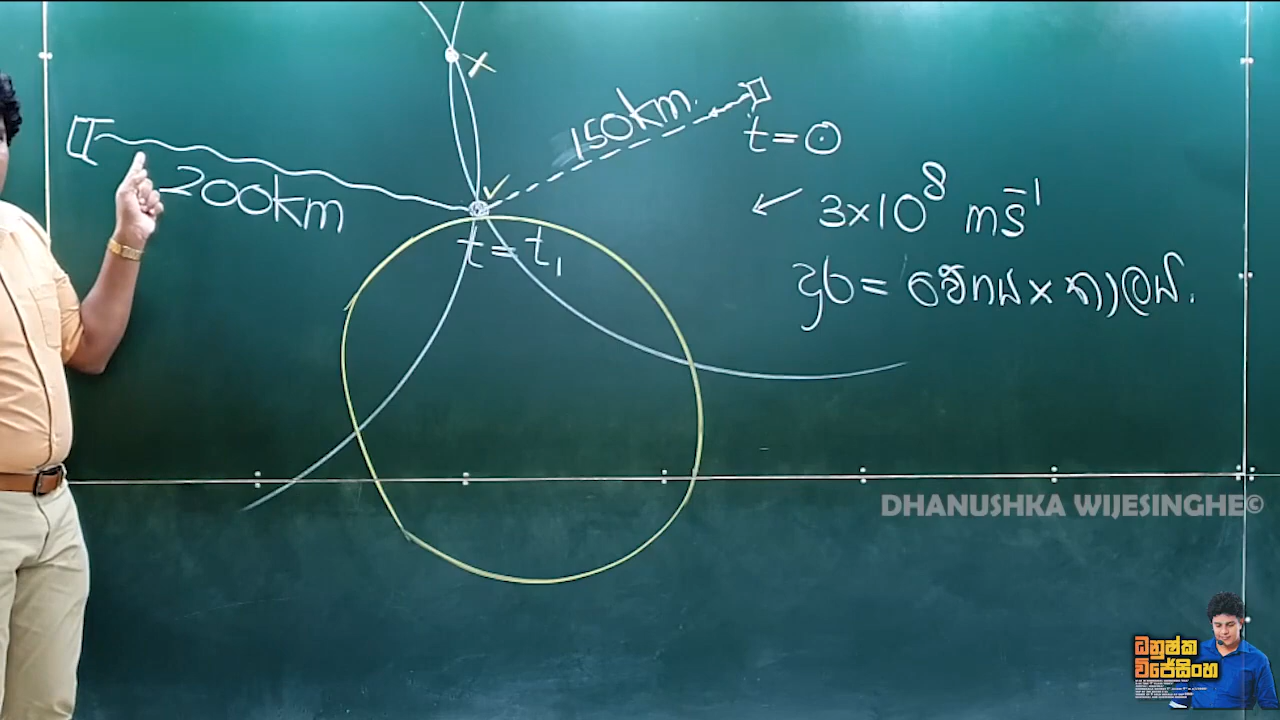 X
150km.
t = 0
200km
✓
3×10⁸ ms⁻¹
t = t₁
දුර = වේගය × කාලය.
DHANUSHKA WIJESINGHE©
ධනුෂ්ක
විජේසිංහ